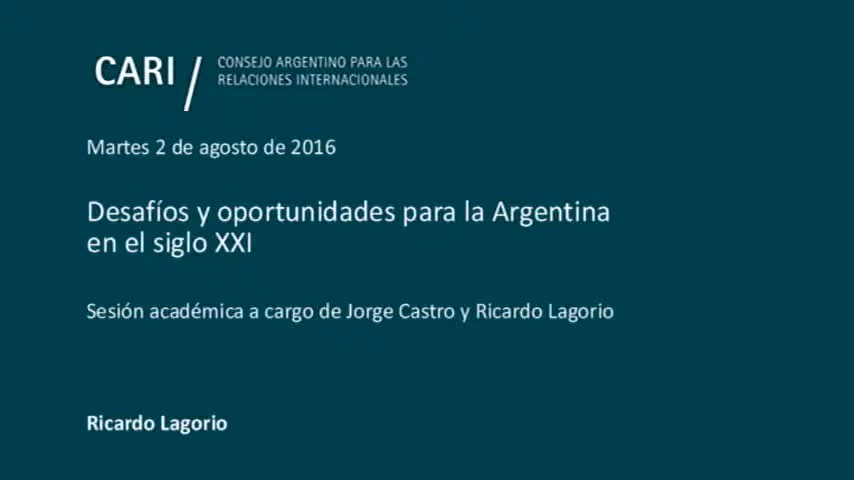 CARI /
CONSEJO ARGENTINO PARA LAS
RELACIONES INTERNACIONALES
Martes 2 de agosto de 2016
Desafíos y oportunidades para la Argentina
en el siglo XXI
Sesión académica a cargo de Jorge Castro y Ricardo Lagorio
Ricardo Lagorio